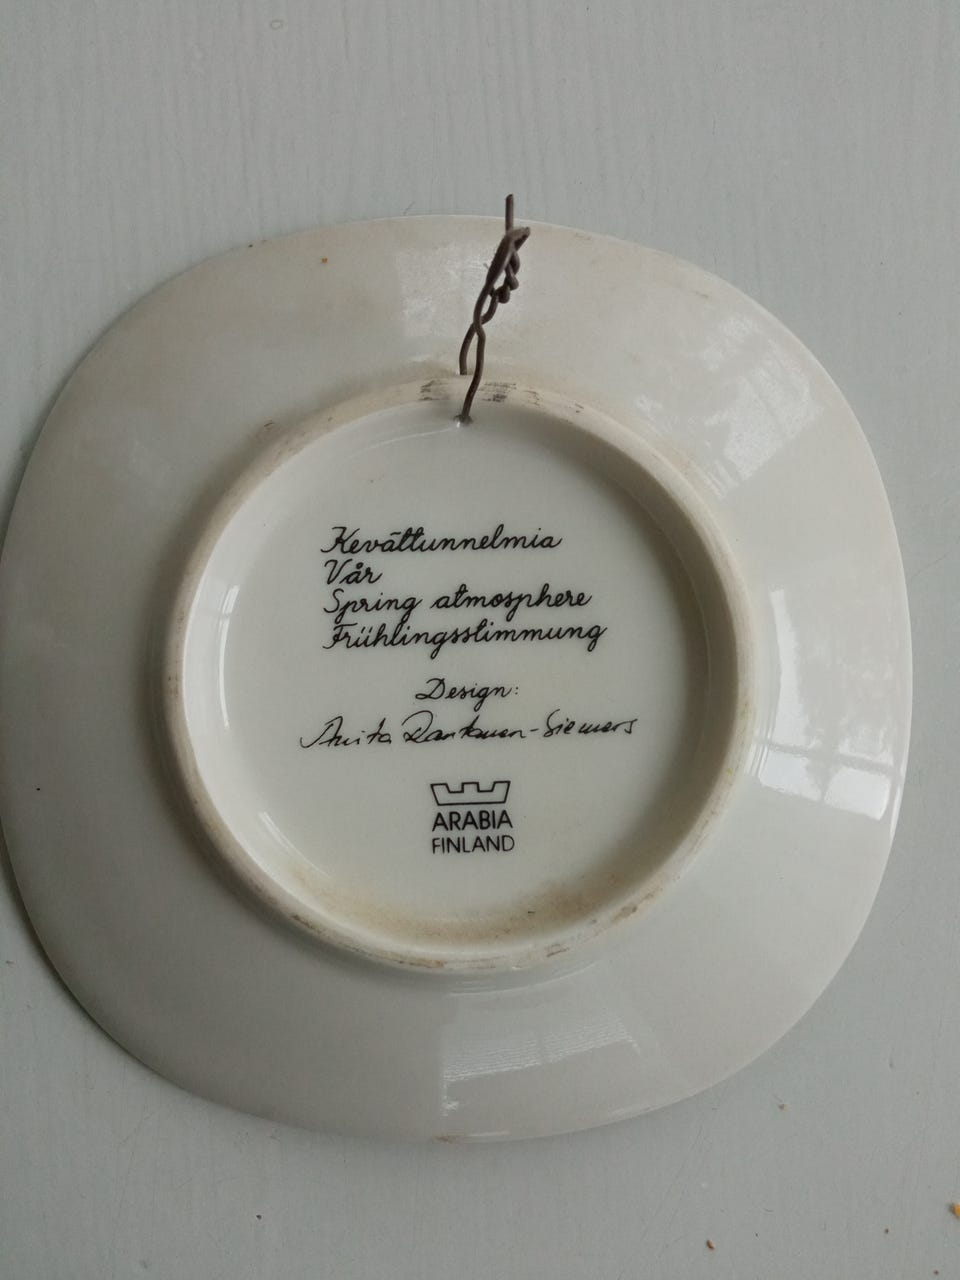 Kevättunnelmia
Vår
Spring atmosphere
Frühlingsstimmung
Design:
Anita Rantanen-Siemers
ARABIA
FINLAND